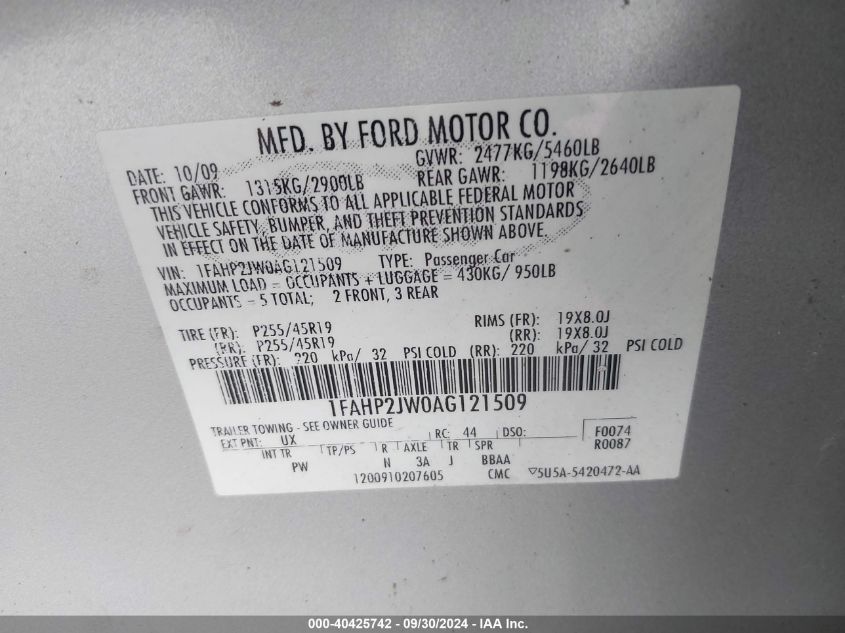 MFD. BY FORD MOTOR CO.
DATE: 10/09 GVWR: 2477KG/5460LB
FRONT GAWR: 1315KG/2900LB REAR GAWR: 1198KG/2640LB
THIS VEHICLE CONFORMS TO ALL APPLICABLE FEDERAL MOTOR
VEHICLE SAFETY, BUMPER, AND THEFT PREVENTION STANDARDS
IN EFFECT ON THE DATE OF MANUFACTURE SHOWN ABOVE.
VIN: 1FAHP2JW0AG121509 TYPE: Passenger Car
MAXIMUM LOAD = OCCUPANTS + LUGGAGE = 430KG/ 950LB
OCCUPANTS = 5 TOTAL; 2 FRONT, 3 REAR
TIRE (FR): P255/45R19 RIMS (FR): 19X8.0J
(RR): P255/45R19 (RR): 19X8.0J
PRESSURE (FR): 220 kPa/ 32 PSI COLD (RR): 220 kPa/ 32 PSI COLD
1FAHP2JW0AG121509
TRAILER TOWING - SEE OWNER GUIDE
EXT PNT: UX RC: 44 DSO: F0074
INT TR TP/PS R AXLE TR SPR R0087
PW N 3A J BBAA
1200910207605 CMC ▽5U5A-5420472-AA
000-40425742 - 09/30/2024 - IAA Inc.